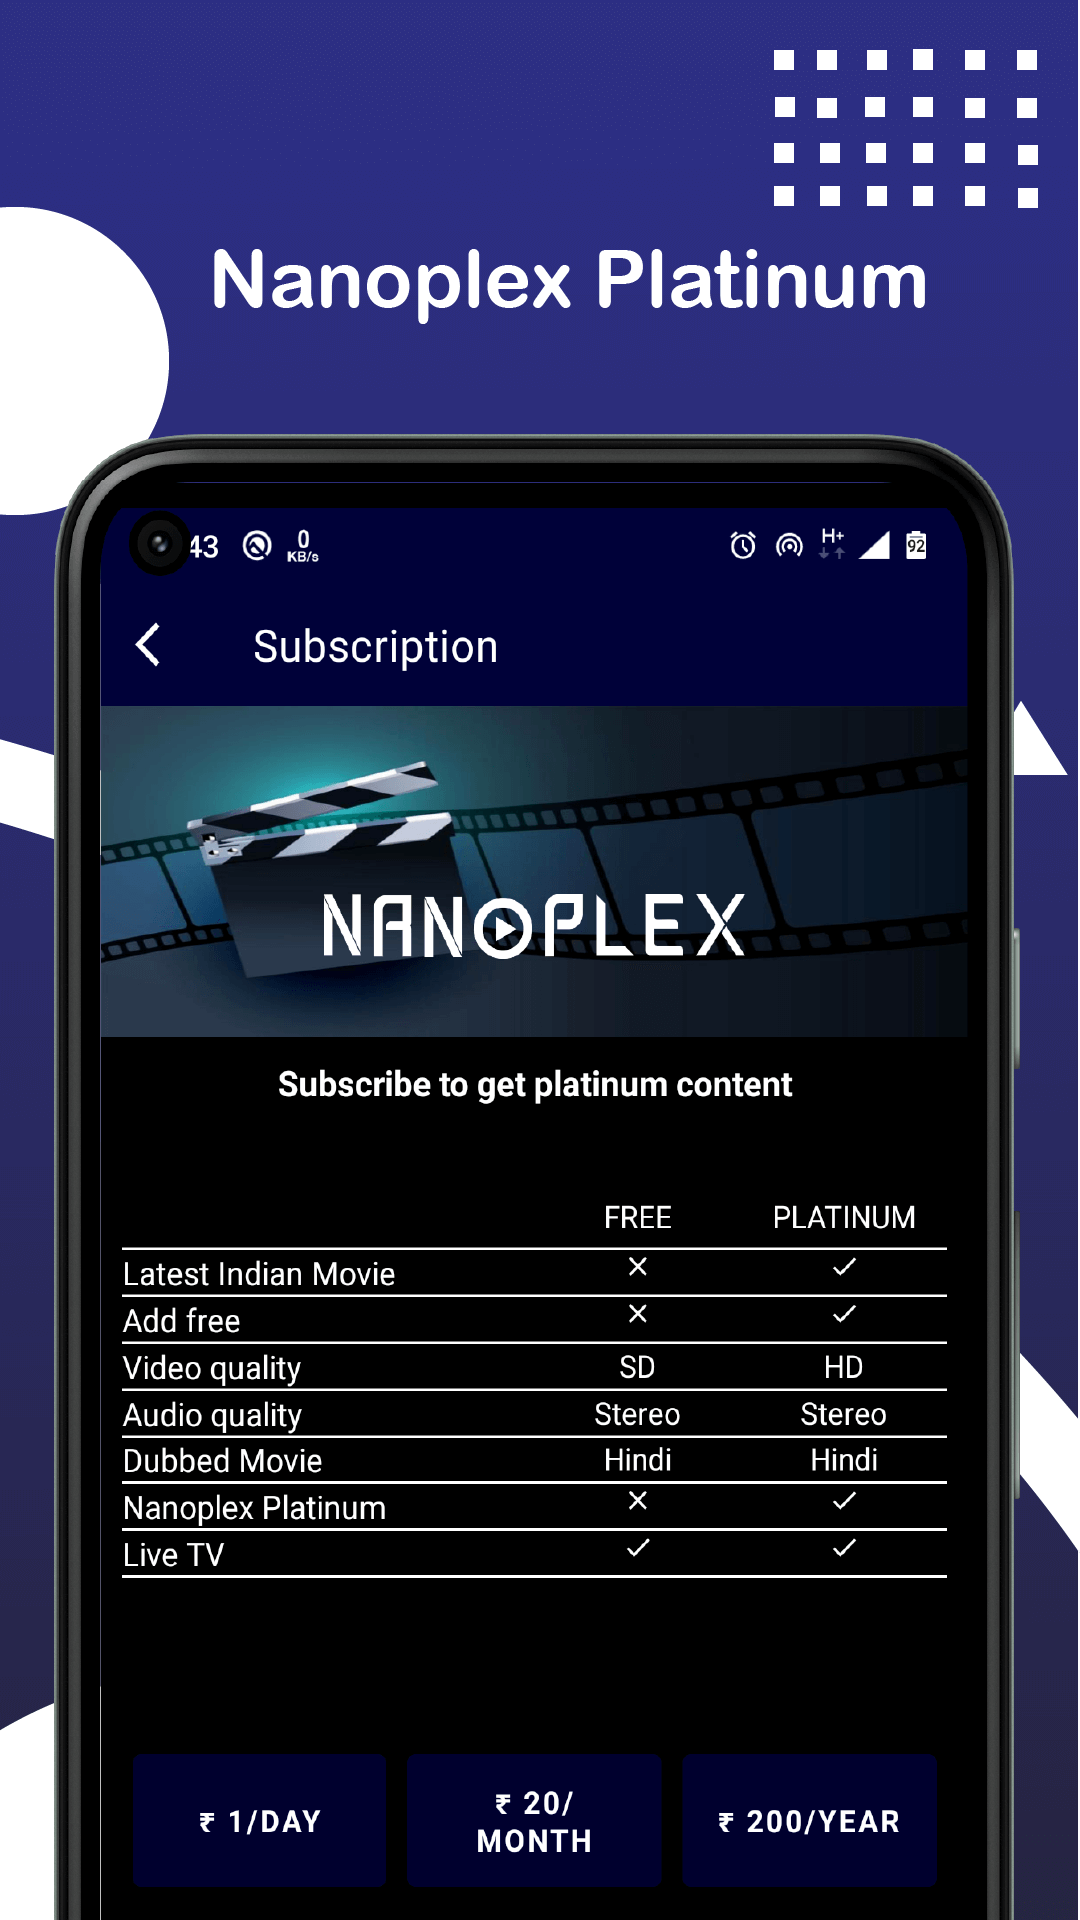 Nanoplex Platinum
43 0 KB/s H+ 92
Subscription
NANOPLEX
Subscribe to get platinum content
FREE PLATINUM
Latest Indian Movie ✕ ✓
Add free ✕ ✓
Video quality SD HD
Audio quality Stereo Stereo
Dubbed Movie Hindi Hindi
Nanoplex Platinum ✕ ✓
Live TV ✓ ✓
₹ 1/DAY
₹ 20/
MONTH
₹ 200/YEAR